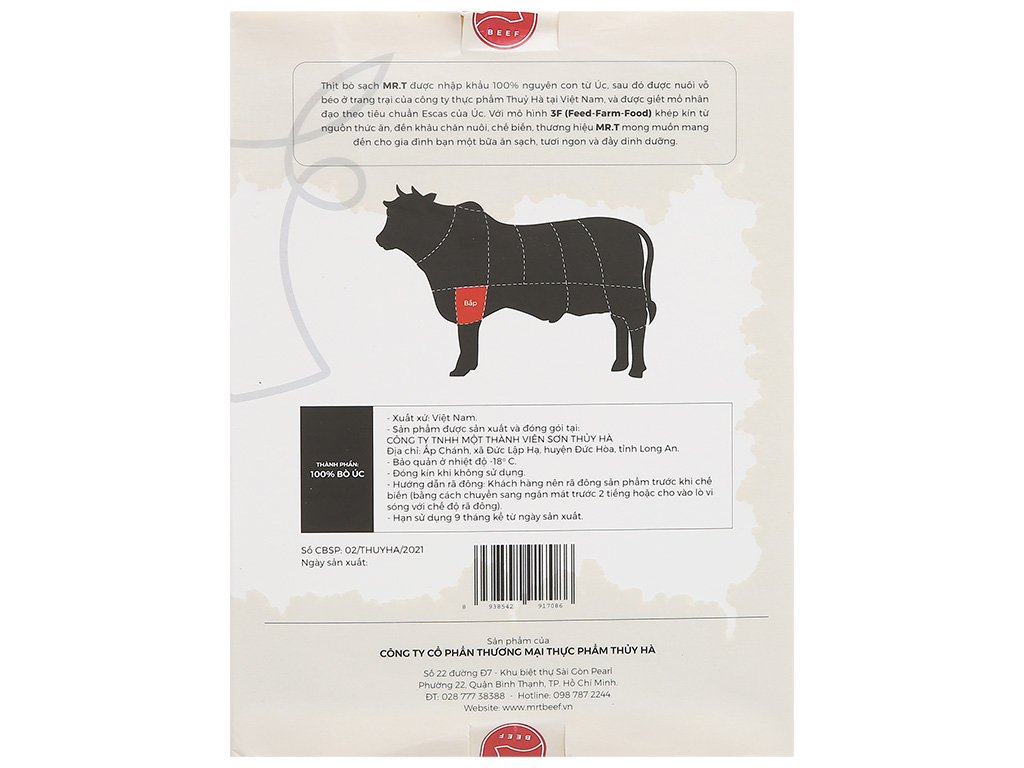 BEEF
Thịt bò sạch MR.T được nhập khẩu 100% nguyên con từ Úc, sau đó được nuôi vỗ
béo ở trang trại của công ty thực phẩm Thuỷ Hà tại Việt Nam, và được giết mổ nhân
đạo theo tiêu chuẩn Escas của Úc. Với mô hình 3F (Feed-Farm-Food) khép kín từ
nguồn thức ăn, đến khâu chăn nuôi, chế biến, thương hiệu MR.T mong muốn mang
đến cho gia đình bạn một bữa ăn sạch, tươi ngon và đầy dinh dưỡng.
Bắp
THÀNH PHẦN:
100% BÒ ÚC
- Xuất xứ: Việt Nam.
- Sản phẩm được sản xuất và đóng gói tại:
CÔNG TY TNHH MỘT THÀNH VIÊN SƠN THỦY HÀ
Địa chỉ: Ấp Chánh, xã Đức Lập Hạ, huyện Đức Hòa, tỉnh Long An.
- Bảo quản ở nhiệt độ -18° C.
- Đóng kín khi không sử dụng.
- Hướng dẫn rã đông: Khách hàng nên rã đông sản phẩm trước khi chế
biến (bằng cách chuyển sang ngăn mát trước 2 tiếng hoặc cho vào lò vi
sóng với chế độ rã đông).
- Hạn sử dụng 9 tháng kể từ ngày sản xuất.
Số CBSP: 02/THUYHA/2021
Ngày sản xuất:
8 938542 917086
Sản phẩm của
CÔNG TY CỔ PHẦN THƯƠNG MẠI THỰC PHẨM THỦY HÀ
Số 22 đường Đ7 - Khu biệt thự Sài Gòn Pearl
Phường 22, Quận Bình Thạnh, TP. Hồ Chí Minh.
ĐT: 028 777 38388 - Hotline: 098 787 2244
Website: www.mrtbeef.vn
BEEF